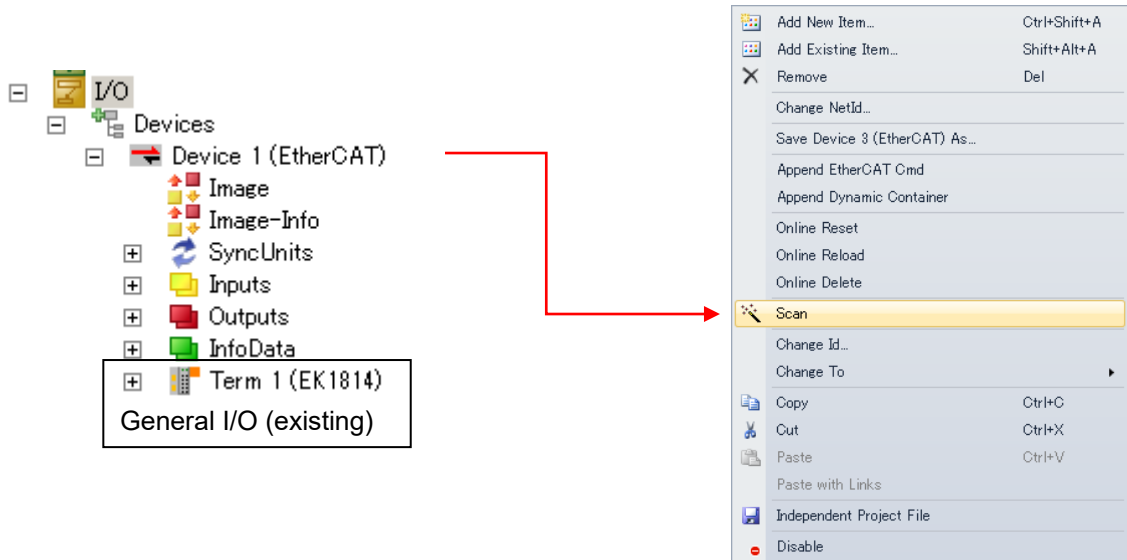 I/O
Devices
Device 1 (EtherCAT)
Image
Image-Info
SyncUnits
Inputs
Outputs
InfoData
Term 1 (EK1814)
General I/O (existing)
Add New Item... Ctrl+Shift+A
Add Existing Item... Shift+Alt+A
Remove Del
Change NetId...
Save Device 3 (EtherCAT) As...
Append EtherCAT Cmd
Append Dynamic Container
Online Reset
Online Reload
Online Delete
Scan
Change Id...
Change To
Copy Ctrl+C
Cut Ctrl+X
Paste Ctrl+V
Paste with Links
Independent Project File
Disable